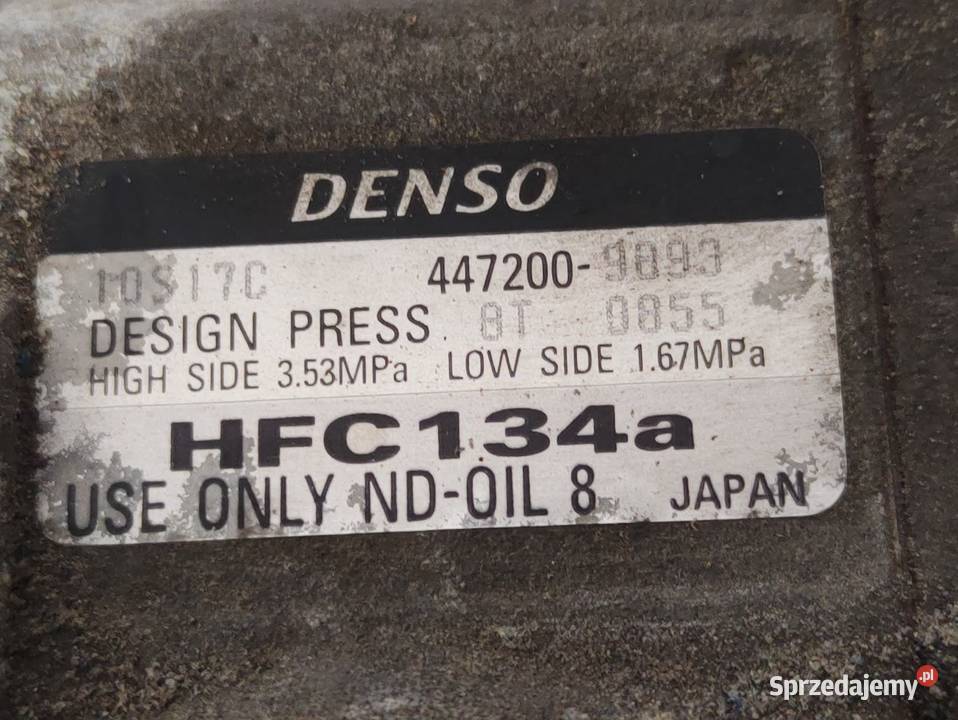 DENSO
10S17C 447200-9893
DESIGN PRESS. 8T 0855
HIGH SIDE 3.53MPa LOW SIDE 1.67MPa
HFC134a
USE ONLY ND-OIL 8 JAPAN
Sprzedajemy.pl